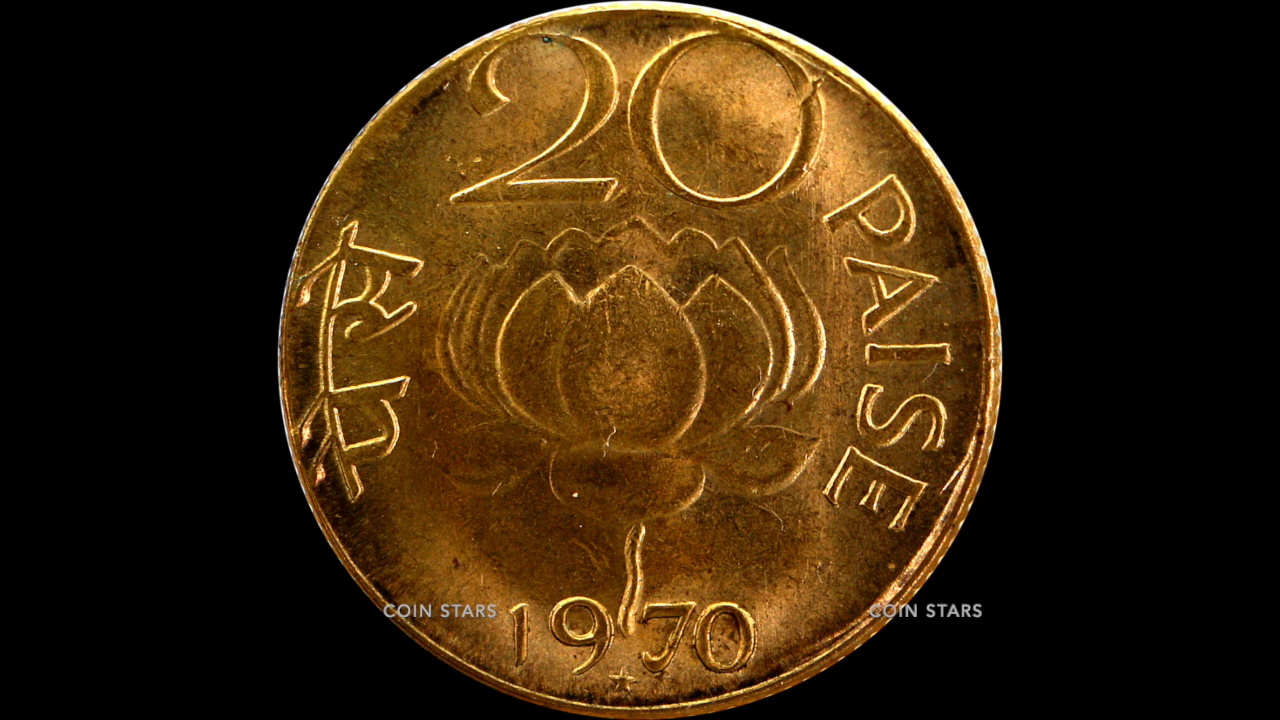 20
पैसे
PAISE
COIN STARS
COIN STARS
1970